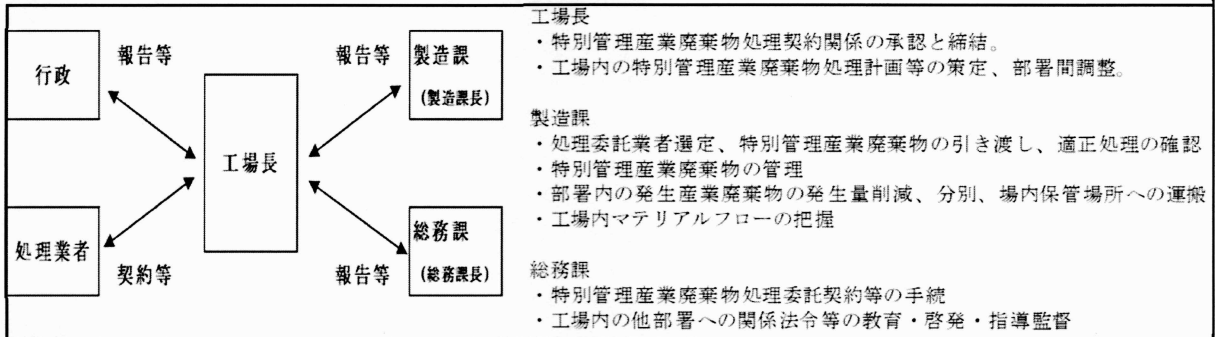 行政
報告等
処理業者
契約等
工場長
報告等
製造課
(製造課長)
報告等
総務課
(総務課長)
工場長
・特別管理産業廃棄物処理契約関係の承認と締結。
・工場内の特別管理産業廃棄物処理計画等の策定、部署間調整。
製造課
・処理委託業者選定、特別管理産業廃棄物の引き渡し、適正処理の確認
・特別管理産業廃棄物の管理
・部署内の発生産業廃棄物の発生量削減、分別、場内保管場所への運搬
・工場内マテリアルフローの把握
総務課
・特別管理産業廃棄物処理委託契約等の手続
・工場内の他部署への関係法令等の教育・啓発・指導監督